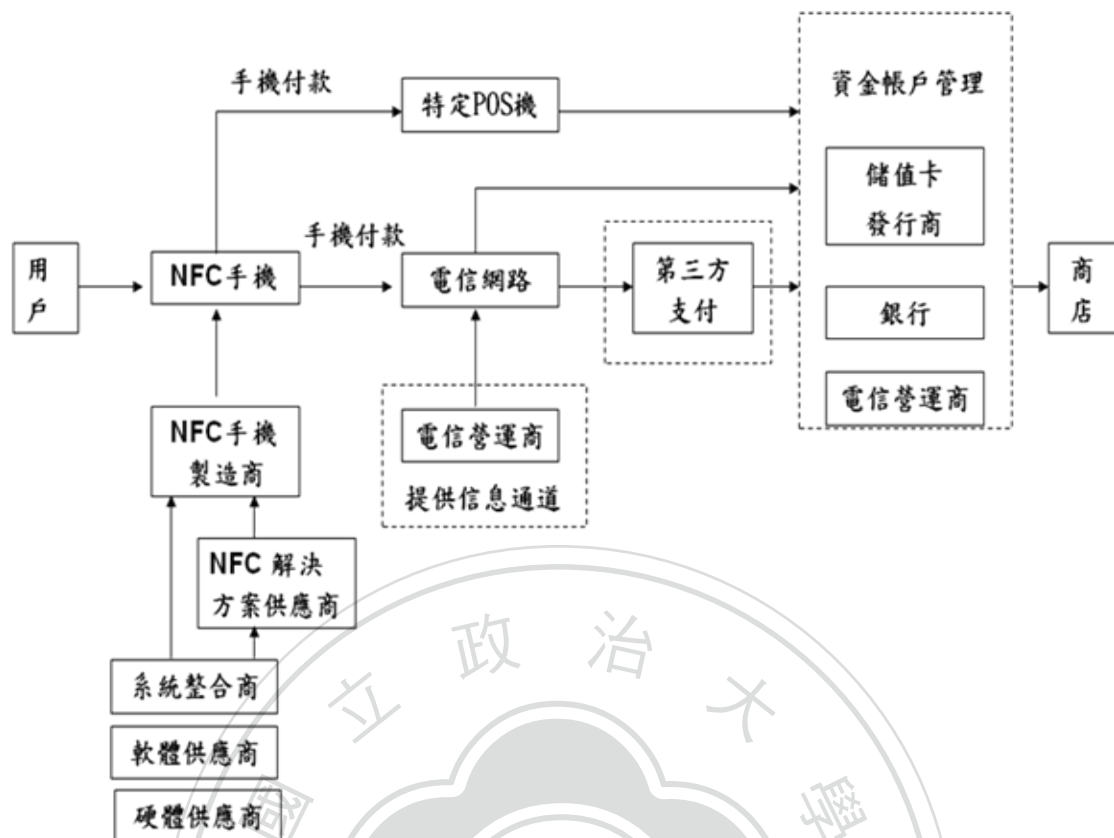 手機付款
特定POS機
資金帳戶管理
儲值卡
發行商
手機付款
用
戶
NFC手機
電信網路
第三方
支付
銀行
商
店
電信營運商
NFC手機
製造商
電信營運商
提供信息通道
NFC 解決
方案供應商
系統整合商
軟體供應商
硬體供應商
國立政治大學